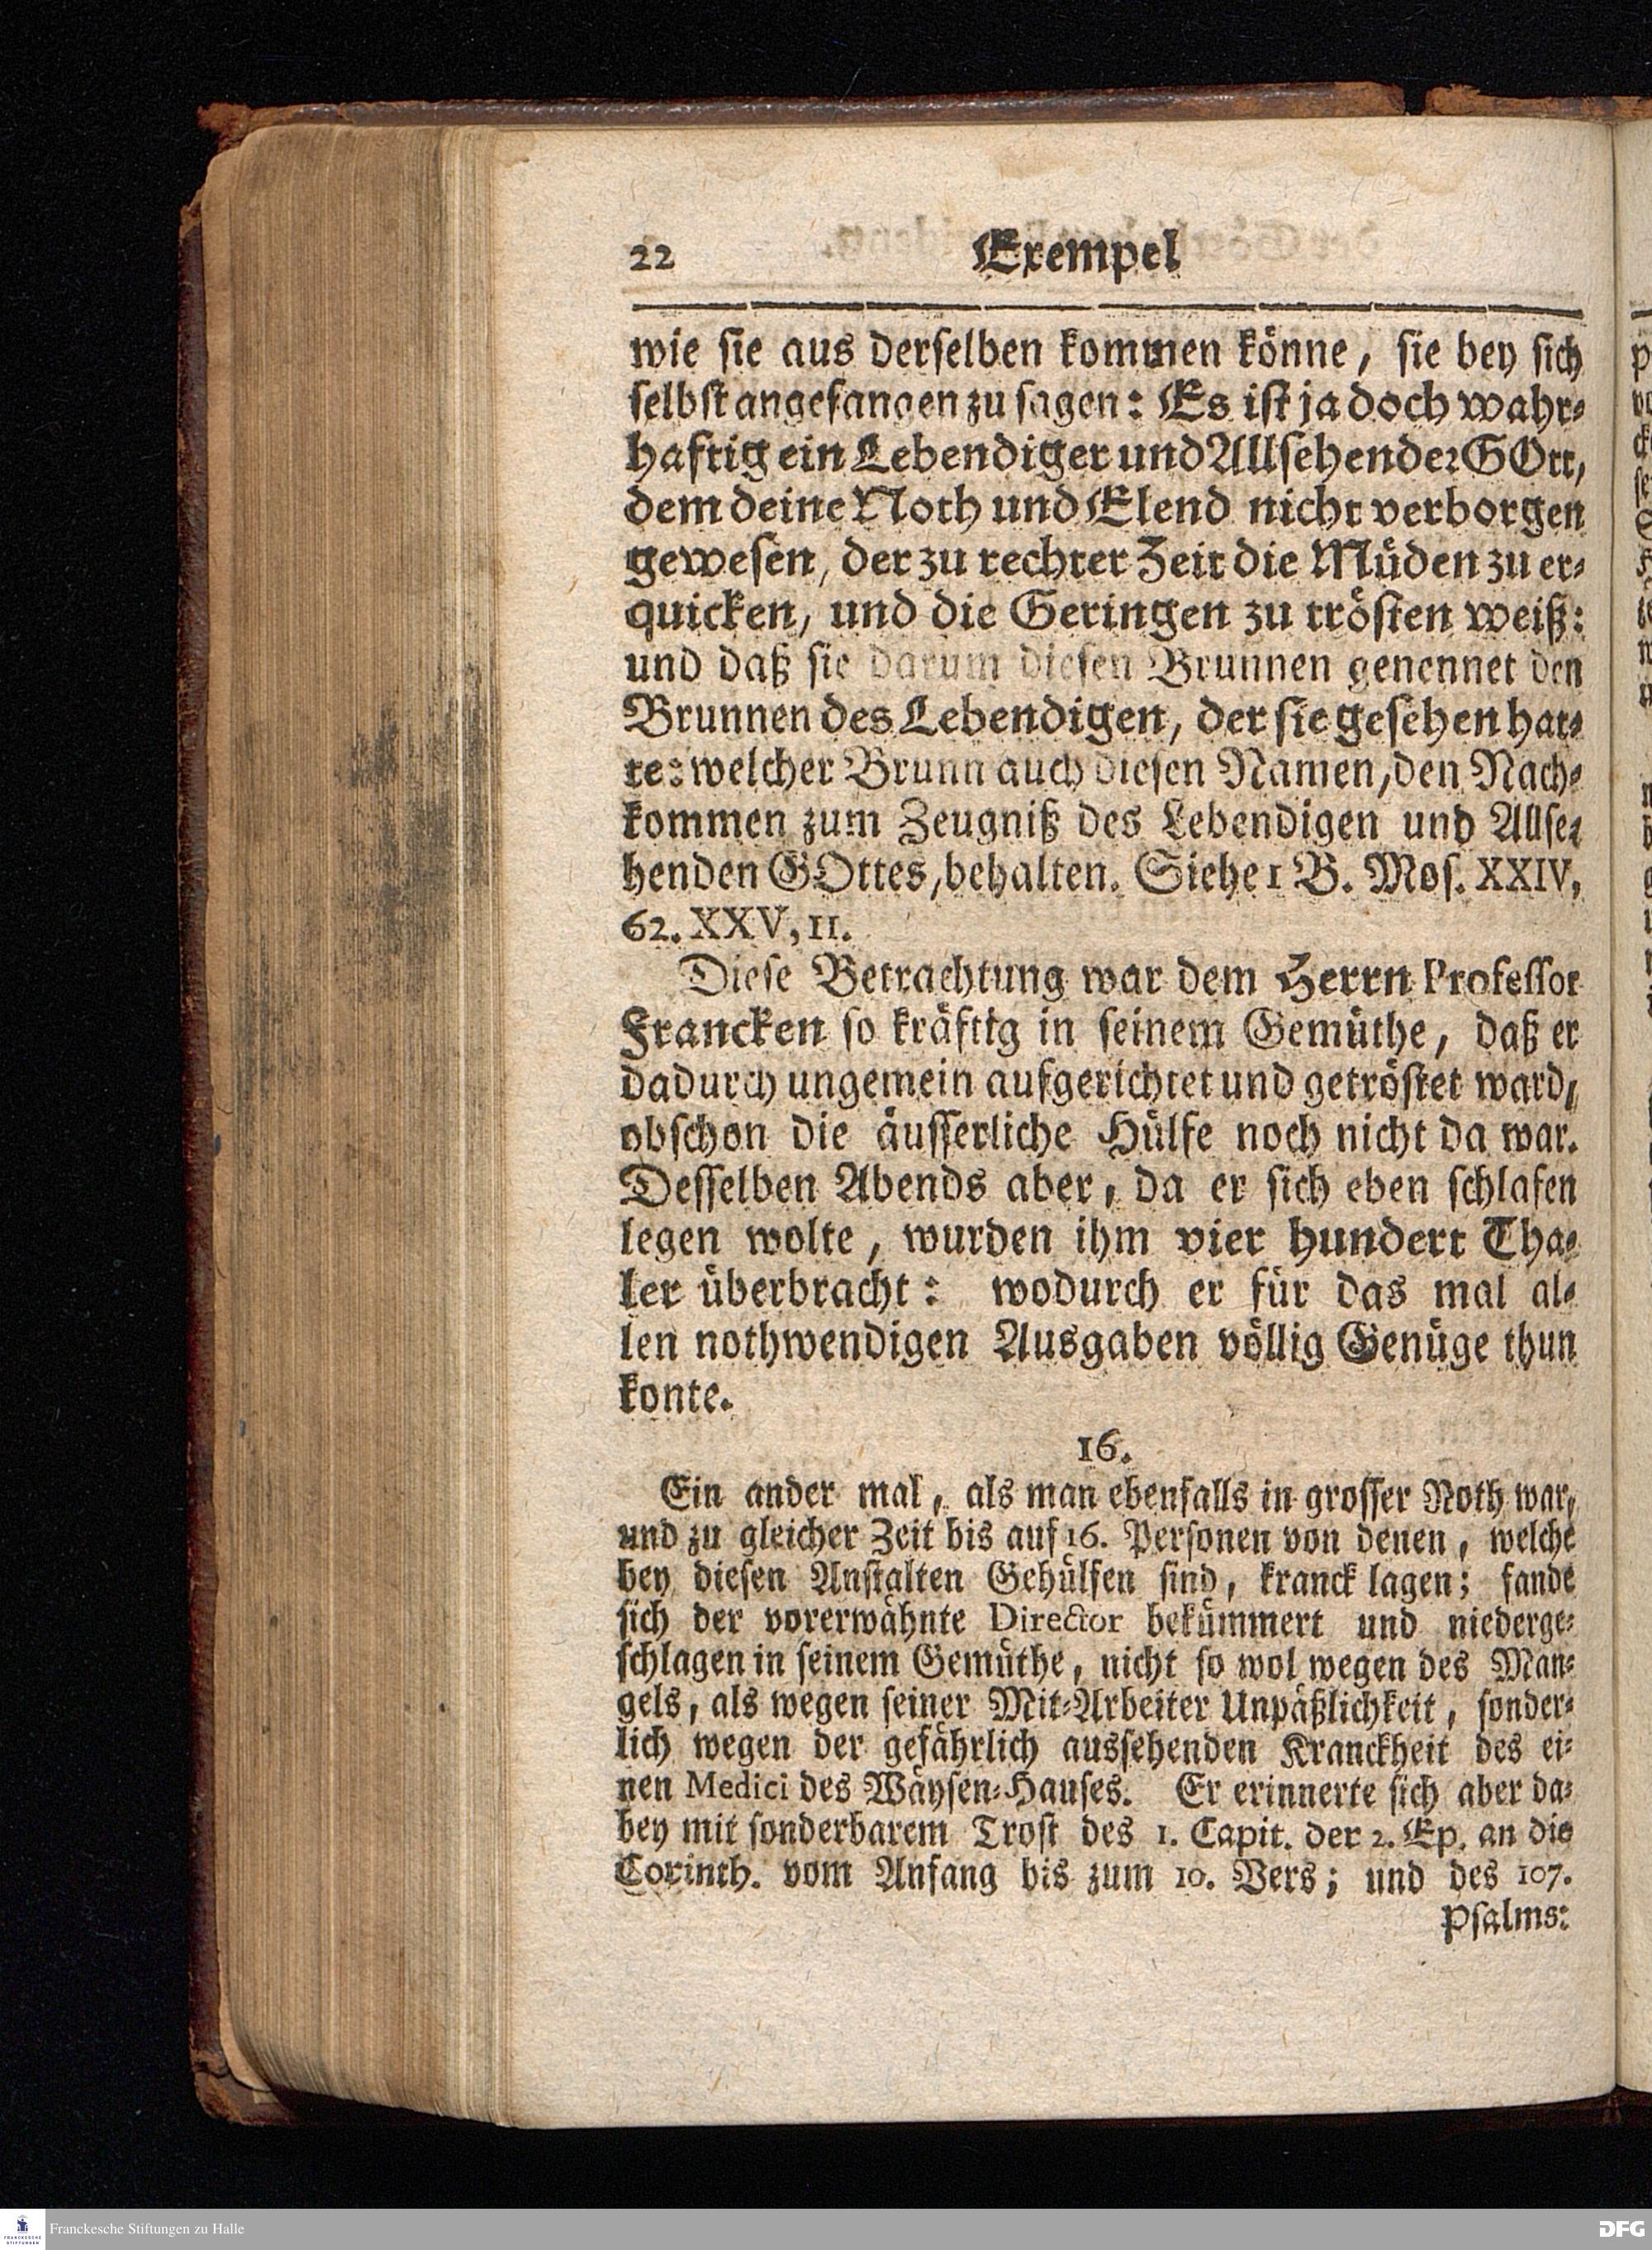 22 Exempel
wie sie aus derselben kommen könne, sie bey sich
selbst angefangen zu sagen: Es ist ja doch wahr-
haftig ein Lebendiger und Allsehender GOtt,
dem deine Noth und Elend nicht verborgen
gewesen, der zu rechter Zeit die Müden zu er-
quicken, und die Geringen zu trösten weiß:
und daß sie darum diesen Brunnen genennet den
Brunnen des Lebendigen, der sie gesehen hat-
te: welcher Brunn auch diesen Namen, den Nach-
kommen zum Zeugniß des Lebendigen und Allse-
henden GOttes, behalten. Siehe 1 B. Mos. XXIV,
62. XXV, 11.
Diese Betrachtung war dem Herrn Professor
Francken so kräftig in seinem Gemüthe, daß er
dadurch ungemein aufgerichtet und getröstet ward,
obschon die äusserliche Hülfe noch nicht da war.
Desselben Abends aber, da er sich eben schlafen
legen wolte, wurden ihm vier hundert Tha-
ler überbracht: wodurch er für das mal al-
len nothwendigen Ausgaben völlig Genüge thun
konte.
16.
Ein ander mal, als man ebenfalls in grosser Noth war,
und zu gleicher Zeit bis auf 16. Personen von denen, welche
bey diesen Anstalten Gehülfen sind, kranck lagen; fande
sich der vorerwähnte Director bekümmert und niederge-
schlagen in seinem Gemüthe, nicht so wol wegen des Man-
gels, als wegen seiner Mit-Arbeiter Unpäßlichkeit, sonder-
lich wegen der gefährlich aussehenden Kranckheit des ei-
nen Medici des Wäysen-Hauses. Er erinnerte sich aber da-
bey mit sonderbarem Trost des 1. Capit. der 2. Ep. an die
Corinth. vom Anfang bis zum 10. Vers; und des 107.
Psalms:
Franckesche Stiftungen zu Halle
DFG